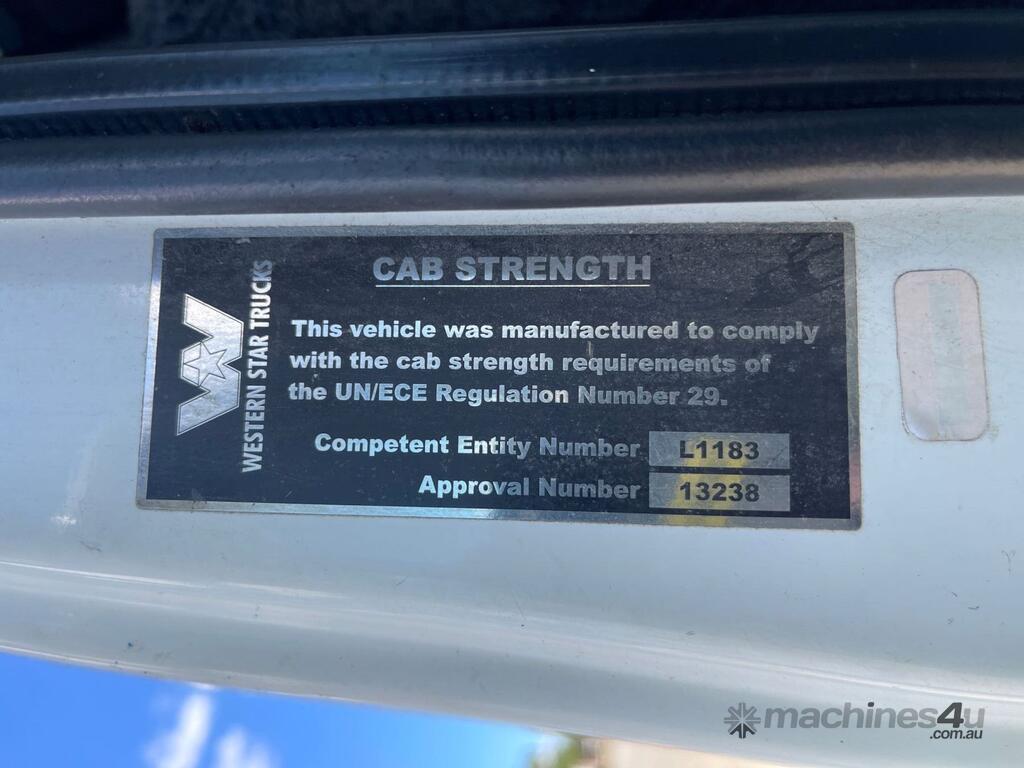 CAB STRENGTH
WESTERN STAR TRUCKS
This vehicle was manufactured to comply
with the cab strength requirements of
the UN/ECE Regulation Number 29.
Competent Entity Number L1183
Approval Number 13238
machines4u
.com.au